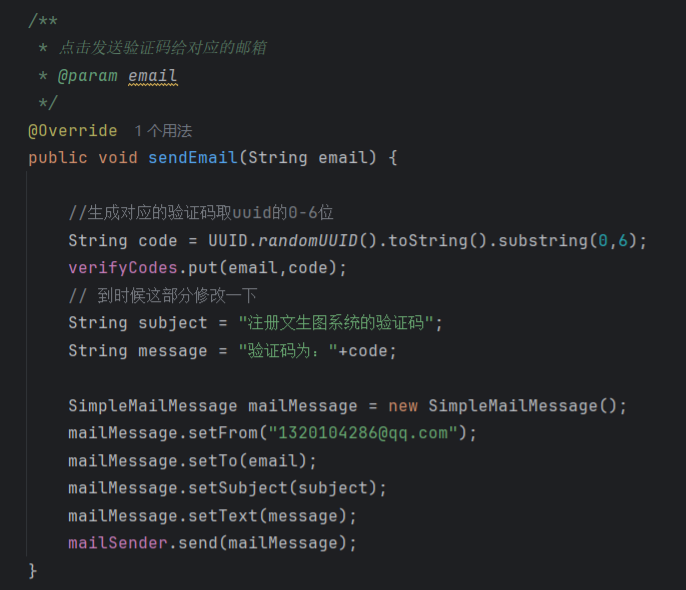 /**
 * 点击发送验证码给对应的邮箱
 * @param email
 */
@Override 1 个用法
public void sendEmail(String email) {
//生成对应的验证码取uuid的0-6位
String code = UUID.randomUUID().toString().substring(0,6);
verifyCodes.put(email,code);
// 到时候这部分修改一下
String subject = "注册文生图系统的验证码";
String message = "验证码为："+code;
SimpleMailMessage mailMessage = new SimpleMailMessage();
mailMessage.setFrom("1320104286@qq.com");
mailMessage.setTo(email);
mailMessage.setSubject(subject);
mailMessage.setText(message);
mailSender.send(mailMessage);
}